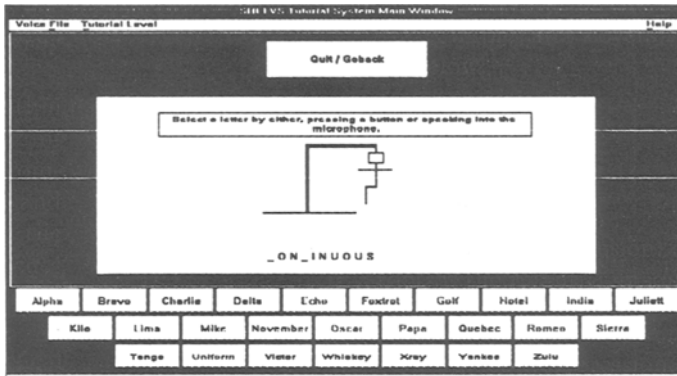 Tutorial System Main Window
Voice File Tutorial Level Help
Quit / Goback
Select a letter by either, pressing a button or speaking into the
microphone.
_ON_INUOUS
Alpha Bravo Charlie Delta Echo Foxtrot Golf Hotel India Juliett
Kilo Lima Mike November Oscar Papa Quebec Romeo Sierra
Tango Uniform Victor Whiskey Xray Yankee Zulu